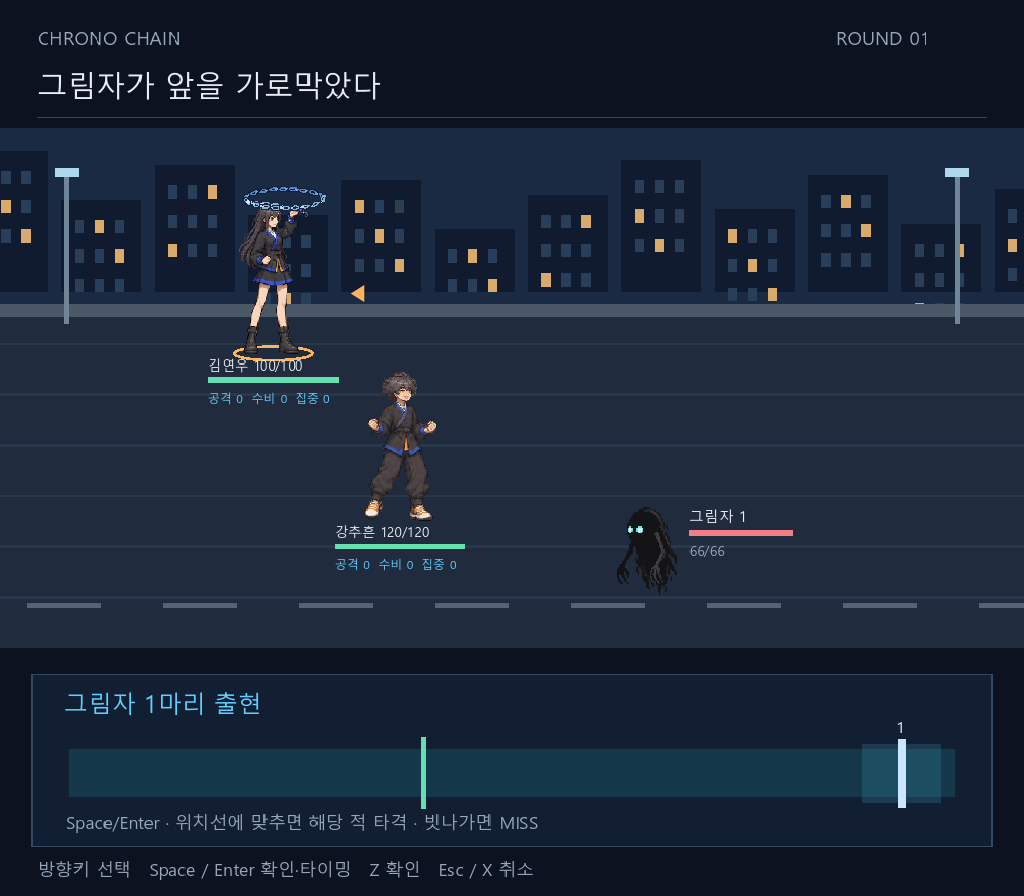 CHRONO CHAIN
ROUND 01
그림자가 앞을 가로막았다
김연우 100/100
공격 0 수비 0 집중 0
강추흔 120/120
공격 0 수비 0 집중 0
그림자 1
66/66
그림자 1마리 출현
1
Space/Enter · 위치선에 맞추면 해당 적 타격 · 빗나가면 MISS
방향키 선택 Space / Enter 확인·타이밍 Z 확인 Esc / X 취소